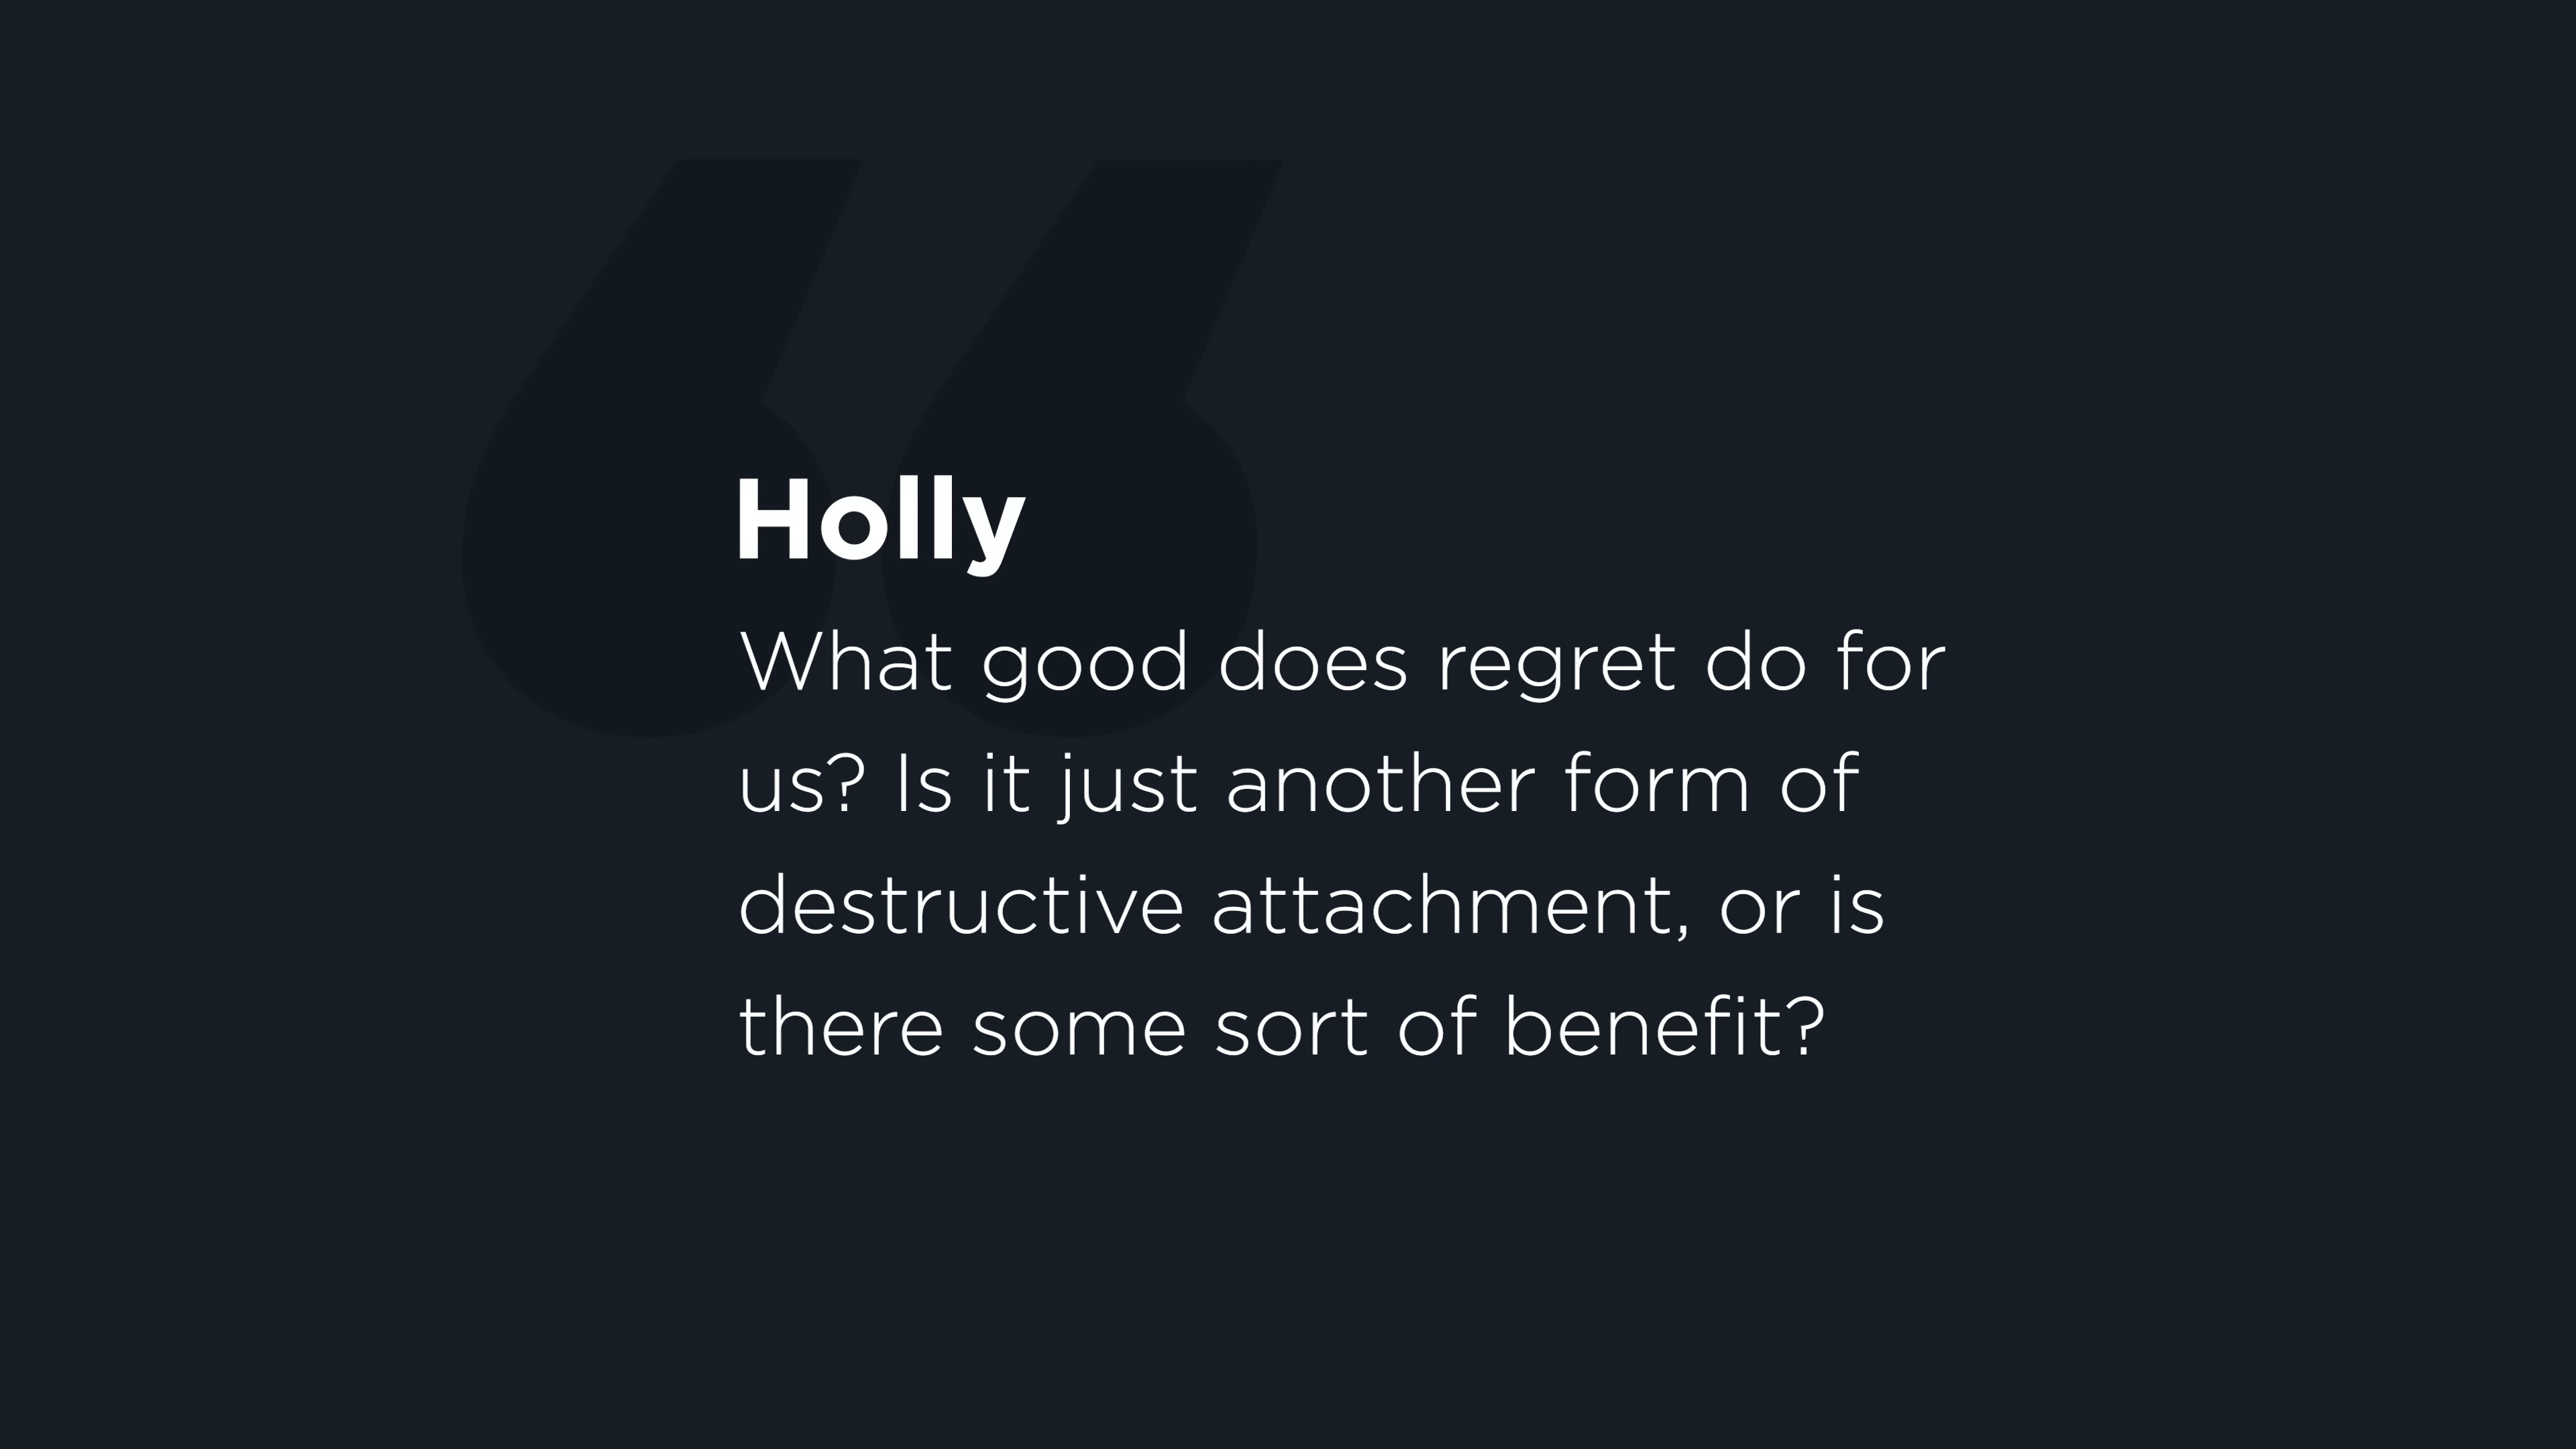 Holly
What good does regret do for
us? Is it just another form of
destructive attachment, or is
there some sort of benefit?